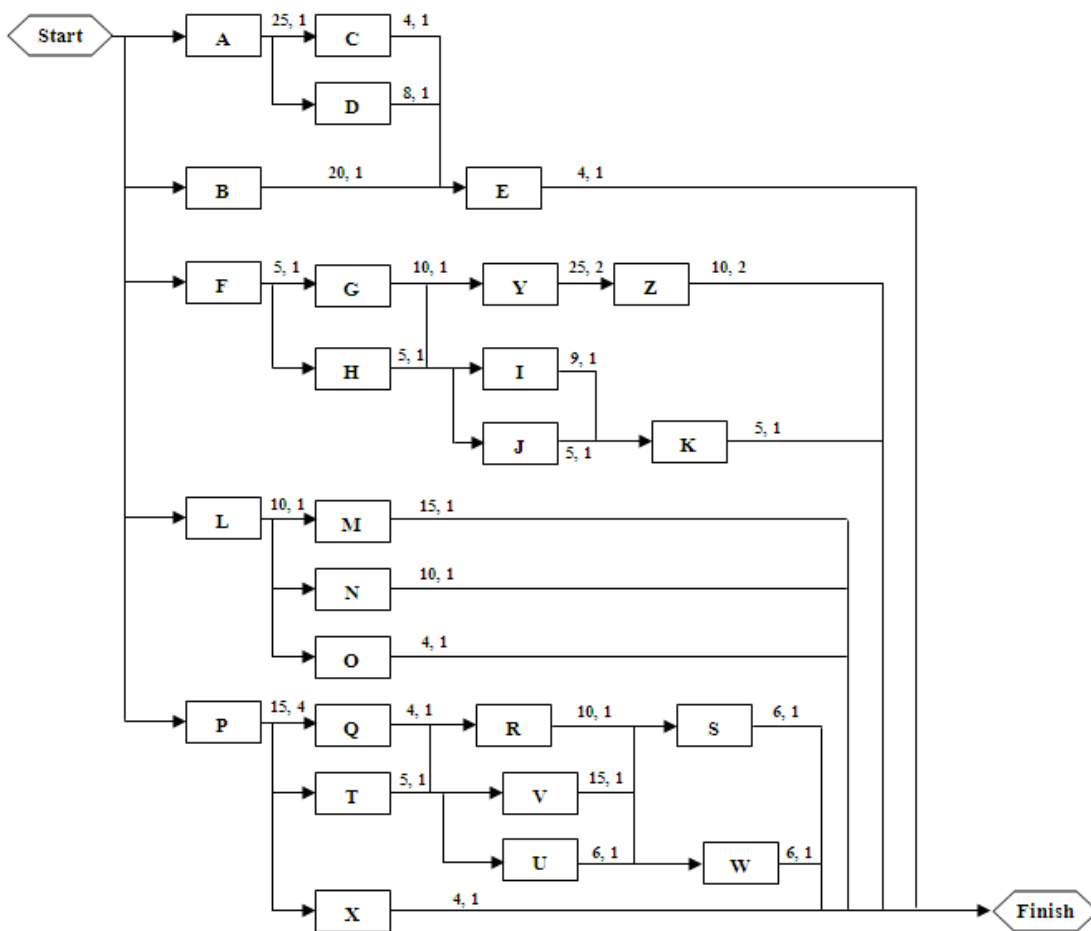 25, 1
4, 1
Start
A
C
D
8, 1
B
20, 1
E
4, 1
F
5, 1
G
10, 1
Y
25, 2
Z
10, 2
H
5, 1
I
9, 1
J
5, 1
K
5, 1
L
10, 1
M
15, 1
N
10, 1
O
4, 1
P
15, 4
Q
4, 1
R
10, 1
S
6, 1
T
5, 1
V
15, 1
U
6, 1
W
6, 1
X
4, 1
Finish